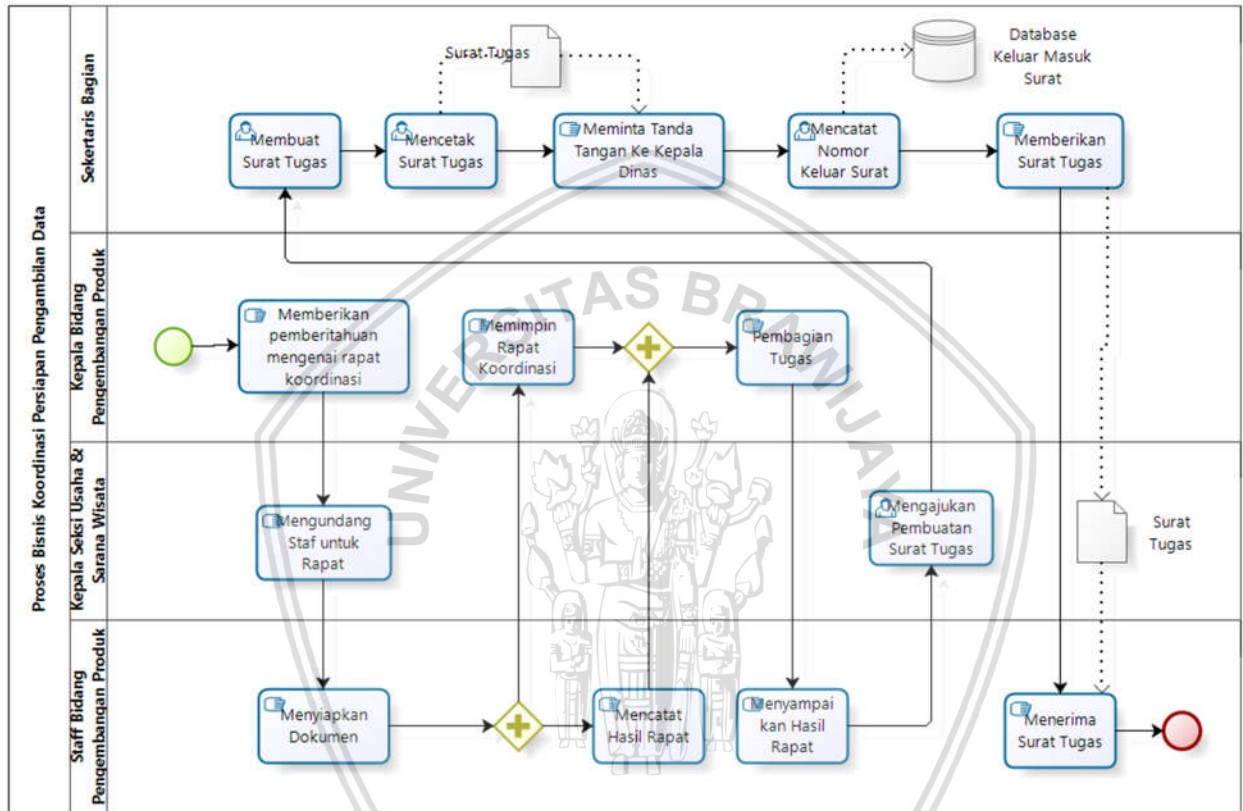 Proses Bisnis Koordinasi Persiapan Pengambilan Data
Sekertaris Bagian
Surat Tugas
Database
Keluar Masuk
Surat
Membuat
Surat Tugas
Mencetak
Surat Tugas
Meminta Tanda
Tangan Ke Kepala
Dinas
Mencatat
Nomor
Keluar Surat
Memberikan
Surat Tugas
Kepala Bidang
Pengembangan Produk
Memberikan
pemberitahuan
mengenai rapat
koordinasi
Memimpin
Rapat
Koordinasi
Pembagian
Tugas
UNIVERSITAS BRAWIJAYA
Kepala Seksi Usaha &
Sarana Wisata
Mengundang
Staf untuk
Rapat
Mengajukan
Pembuatan
Surat Tugas
Surat
Tugas
Staff Bidang
Pengembangan Produk
Menyiapkan
Dokumen
Mencatat
Hasil Rapat
Menyampai
kan Hasil
Rapat
Menerima
Surat Tugas